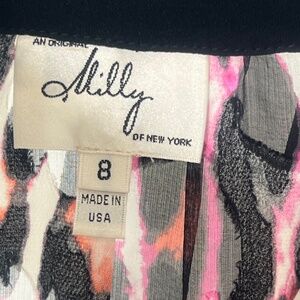 AN ORIGINAL
Milly
OF NEW YORK
8
MADE IN
USA